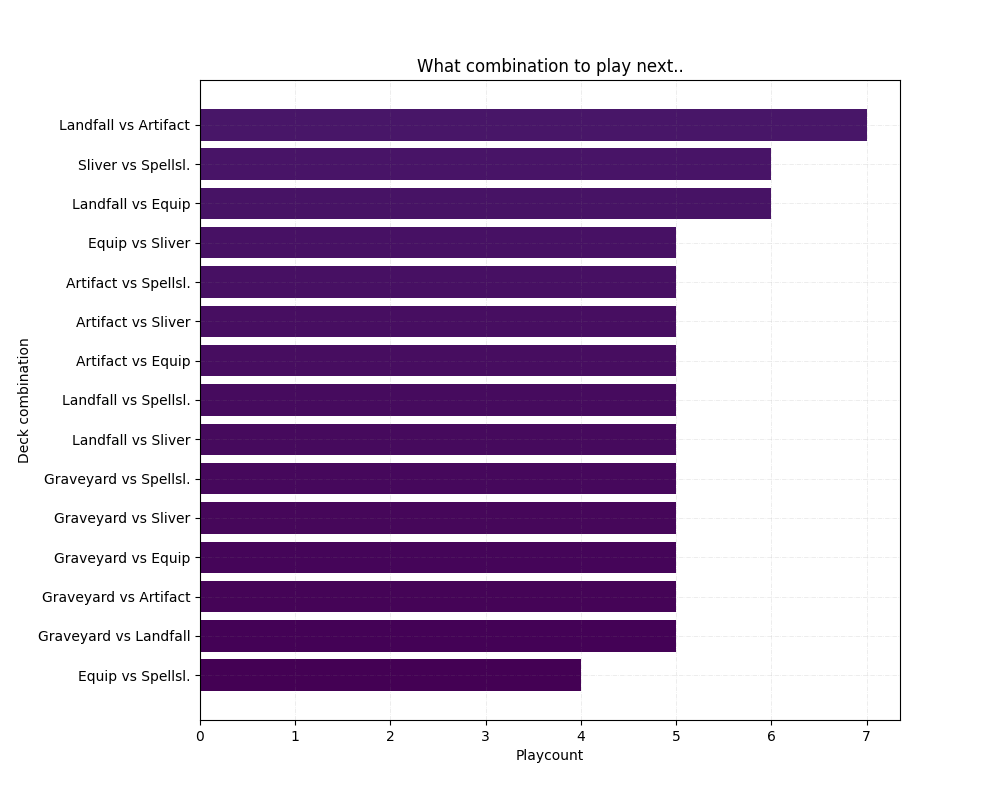 What combination to play next..
Landfall vs Artifact
Sliver vs Spellsl.
Landfall vs Equip
Equip vs Sliver
Artifact vs Spellsl.
Artifact vs Sliver
Artifact vs Equip
Landfall vs Spellsl.
Landfall vs Sliver
Graveyard vs Spellsl.
Graveyard vs Sliver
Graveyard vs Equip
Graveyard vs Artifact
Graveyard vs Landfall
Equip vs Spellsl.
Deck combination
0 1 2 3 4 5 6 7
Playcount